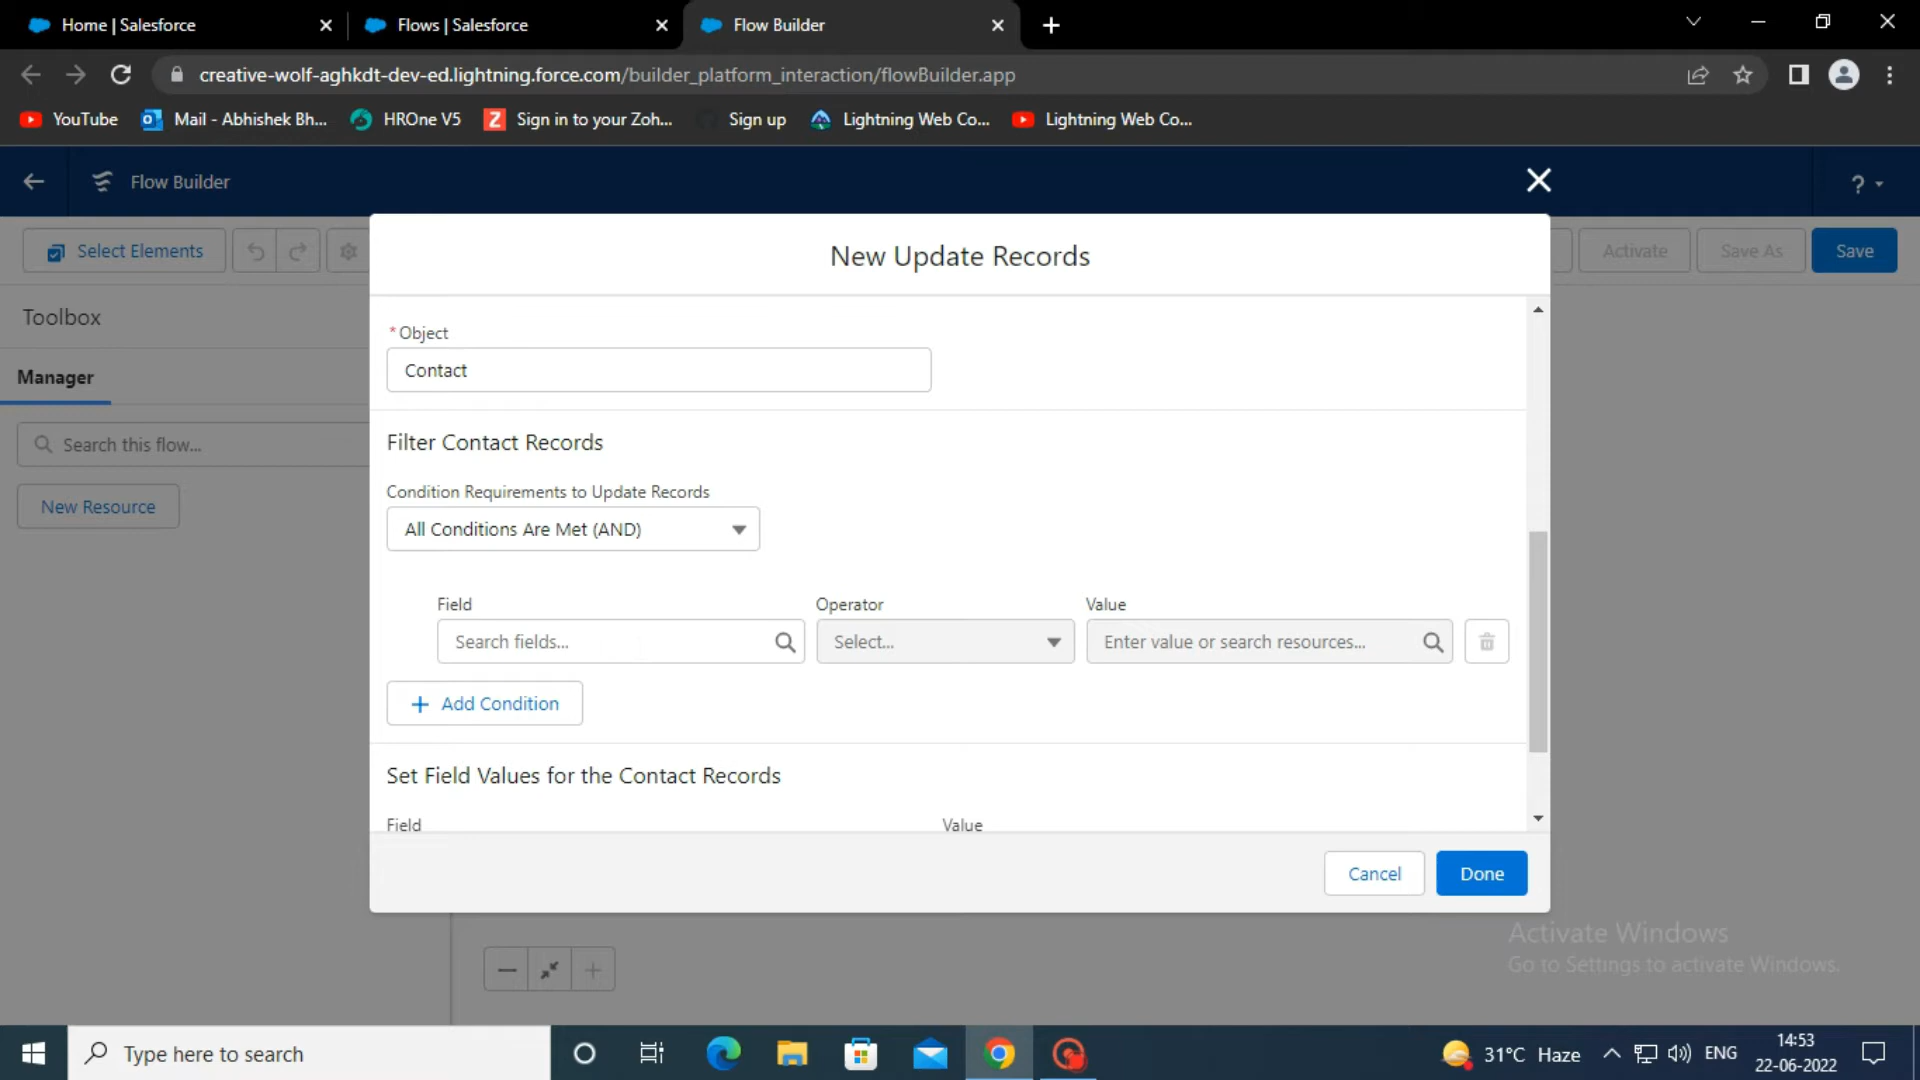 Home | Salesforce
Flows | Salesforce
Flow Builder
creative-wolf-aghkdt-dev-ed.lightning.force.com/builder_platform_interaction/flowBuilder.app
YouTube
Mail - Abhishek Bh...
HROne V5
Sign in to your Zoh...
Sign up
Lightning Web Co...
Lightning Web Co...
Flow Builder
?
Select Elements
Activate
Save As
Save
New Update Records
Toolbox
Manager
Search this flow...
New Resource
*Object
Contact
Filter Contact Records
Condition Requirements to Update Records
All Conditions Are Met (AND)
Field
Operator
Value
Search fields...
Select...
Enter value or search resources...
Add Condition
Set Field Values for the Contact Records
Field
Value
Cancel
Done
Activate Windows
Go to Settings to activate Windows.
Type here to search
31°C Haze
ENG
14:53
22-06-2022